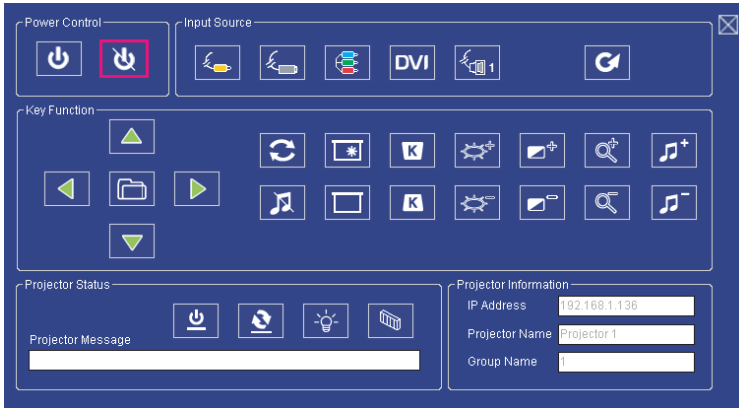 Power Control
Input Source
DVI
1
Key Function
K
K
Projector Status
Projector Message
Projector Information
IP Address 192.168.1.136
Projector Name Projector 1
Group Name 1